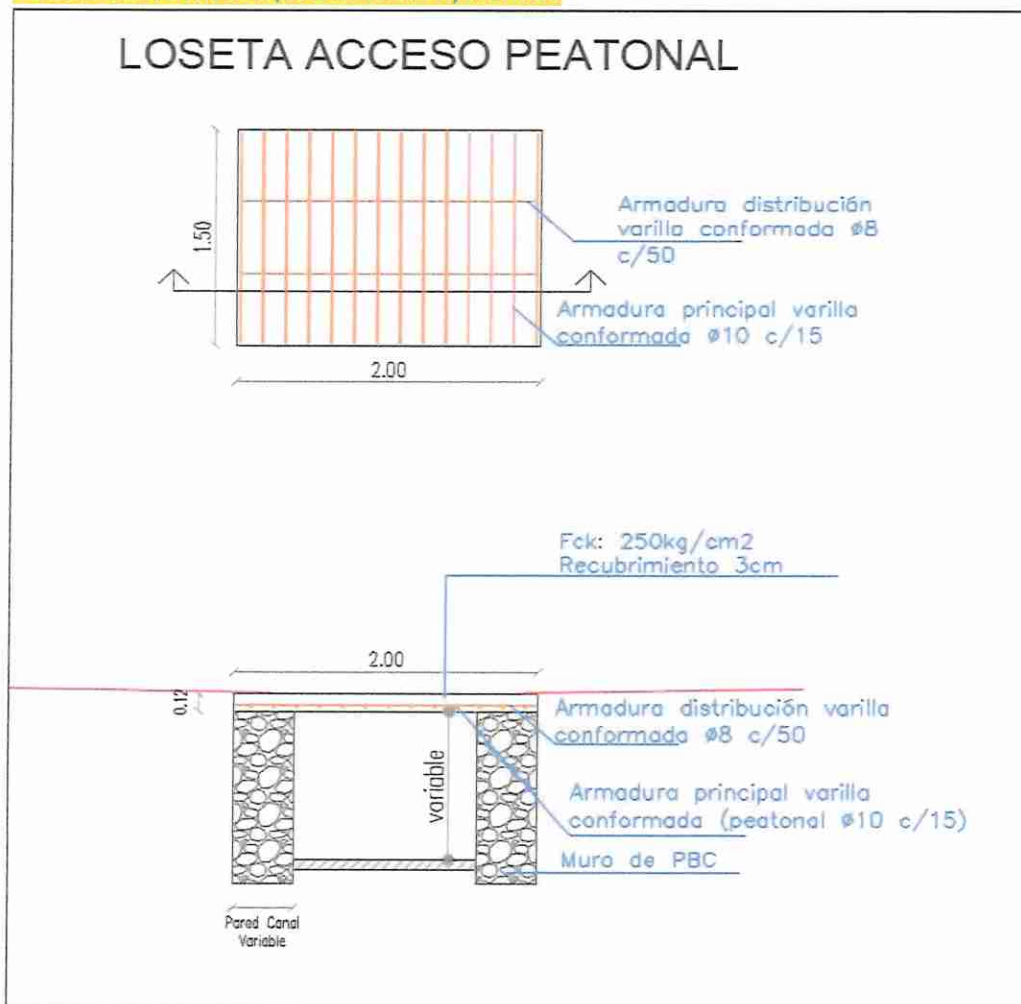 LOSETA ACCESO PEATONAL
1.50
Armadura distribución
varilla conformada ø8
c/50
Armadura principal varilla
conformada ø10 c/15
2.00
Fck: 250kg/cm2
Recubrimiento 3cm
2.00
0.12
Armadura distribución varilla
conformada ø8 c/50
variable
Armadura principal varilla
conformada (peatonal ø10 c/15)
Muro de PBC
Pared Canal
Variable